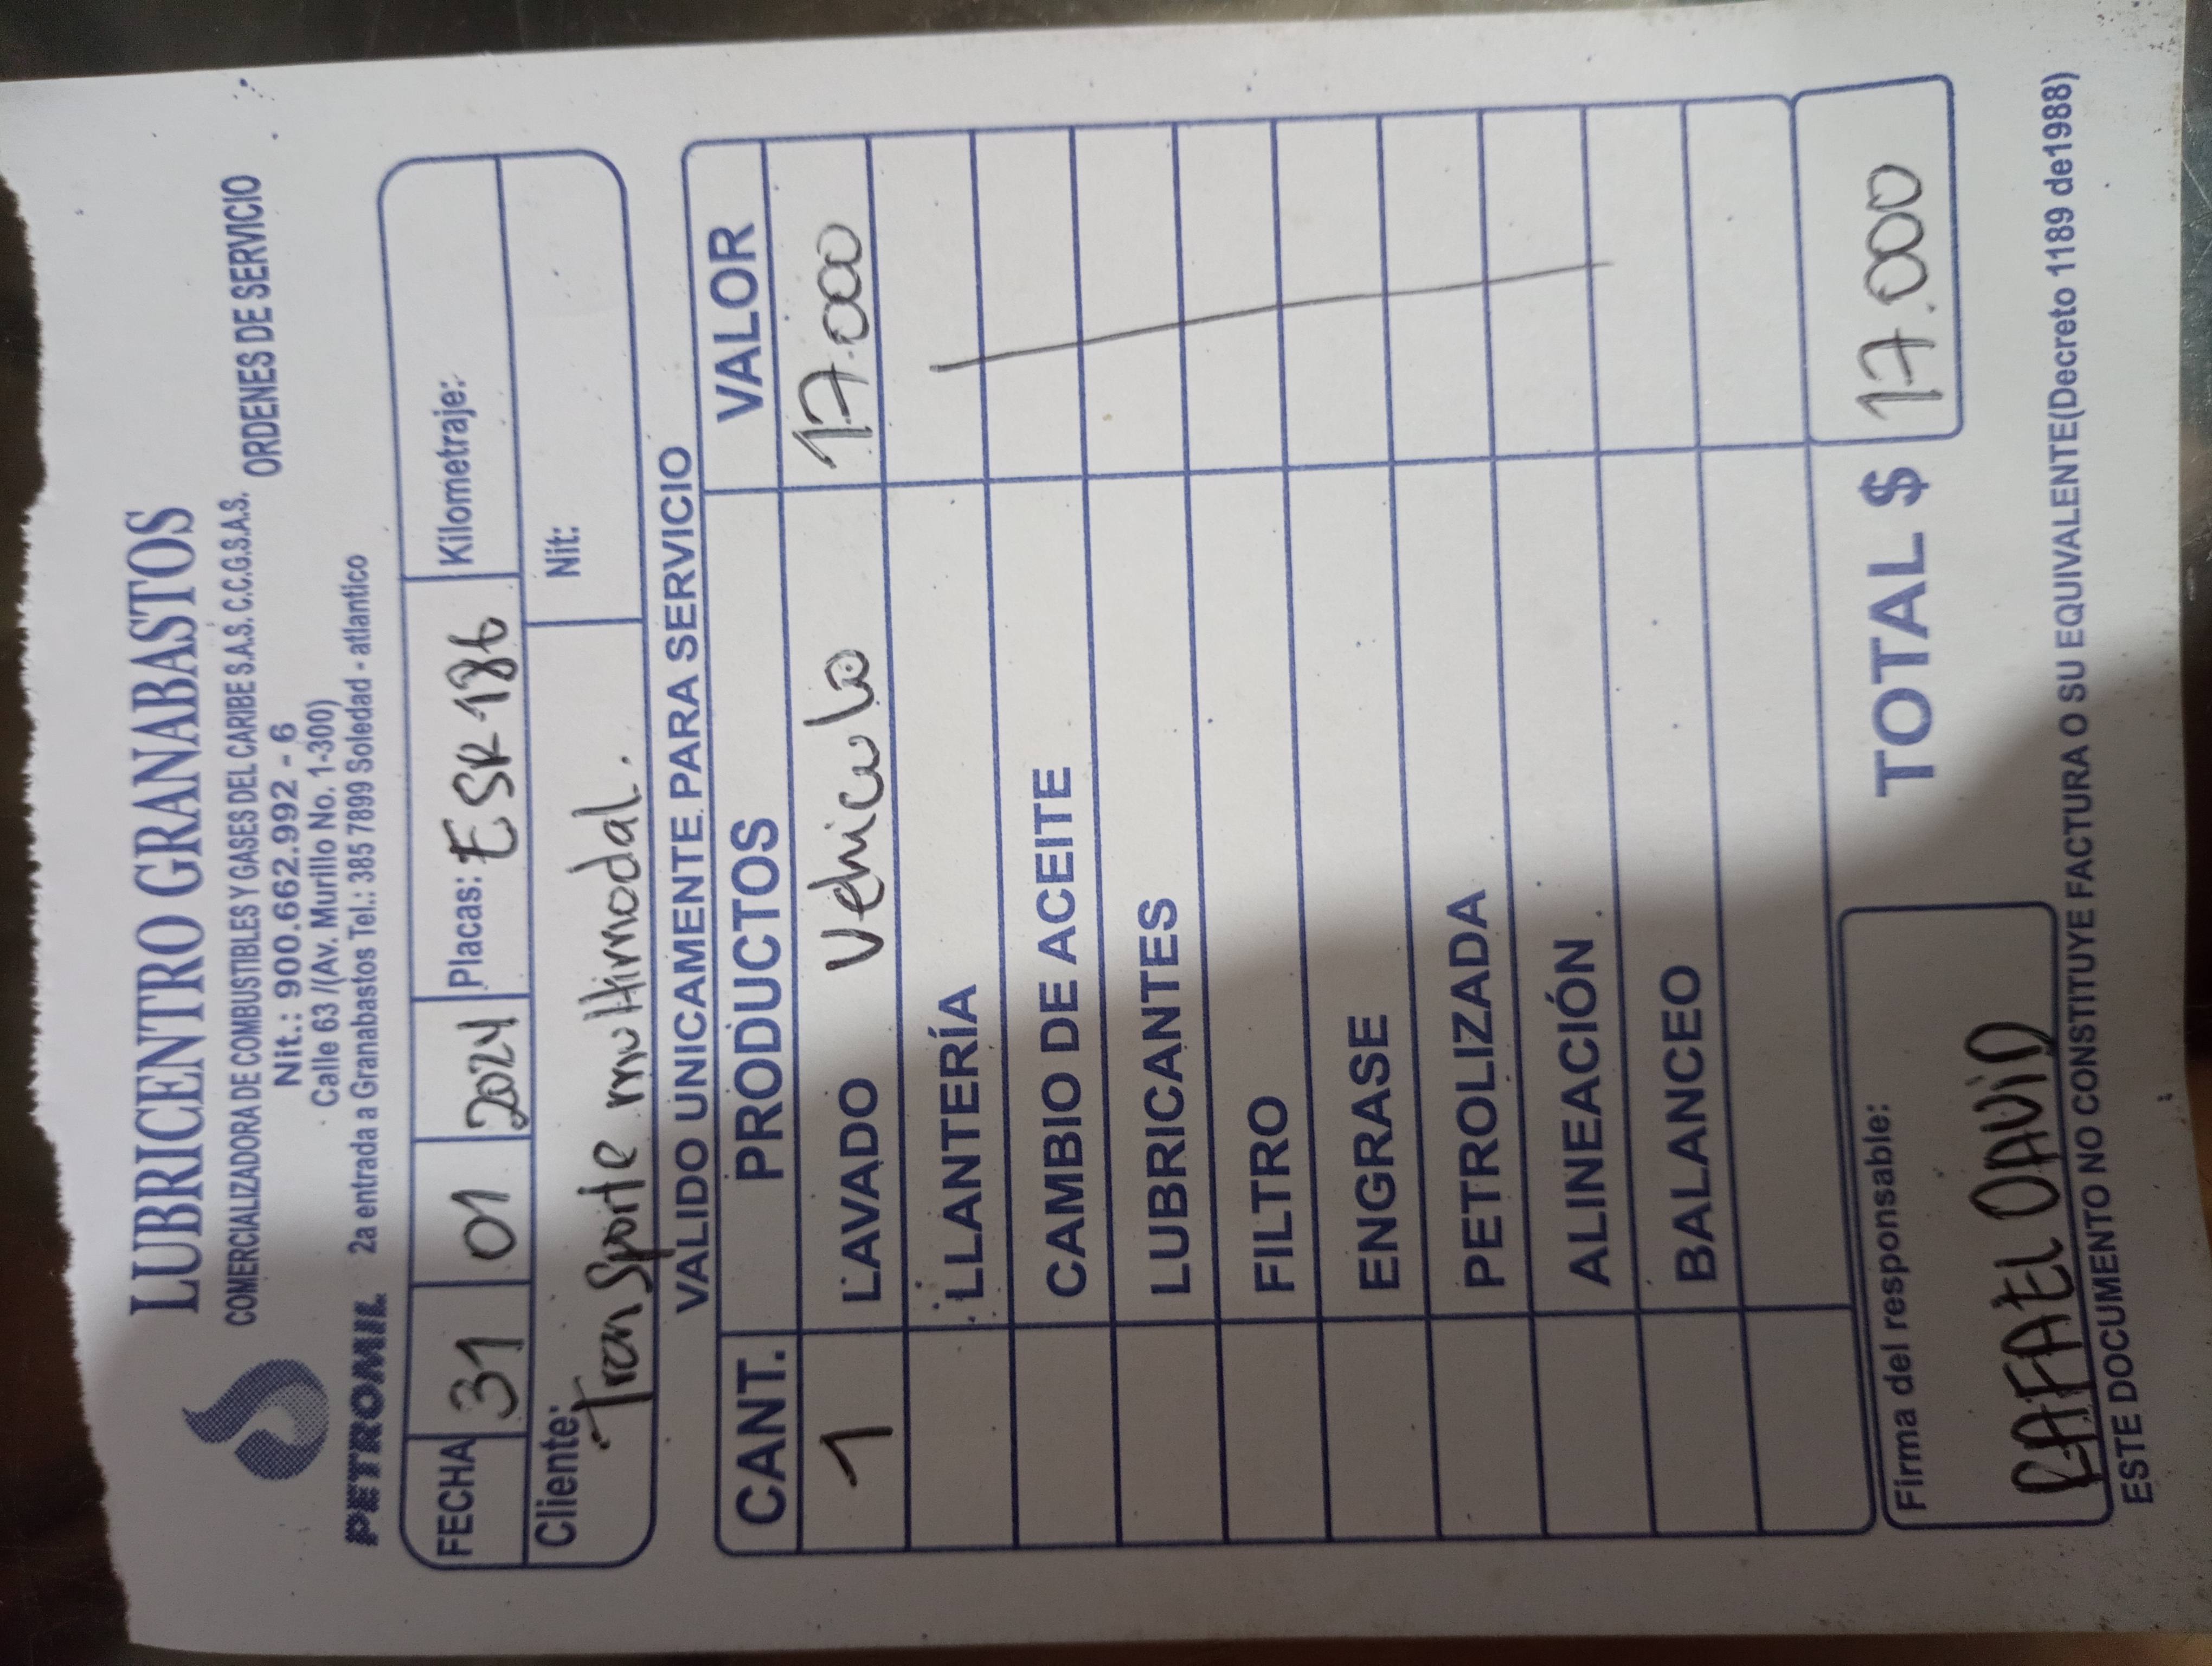 LUBRICENTRO GRANABASTOS
COMERCIALIZADORA DE COMBUSTIBLES Y GASES DEL CARIBE S.A.S. C.C.G.S.A.S.
ORDENES DE SERVICIO
Nit.: 900.662.992 - 6
Calle 63 /(Av. Murillo No. 1-300)
PETROMIL 2a entrada a Granabastos Tel.: 385 7899 Soledad - atlantico
FECHA 31 01 2024 Placas: ESR-186 Kilometraje:
Cliente: Transporte multimodal. Nit:
VALIDO UNICAMENTE PARA SERVICIO
CANT. PRODUCTOS VALOR
1 LAVADO Vehiculo 17.000
LLANTERÍA
CAMBIO DE ACEITE
LUBRICANTES
FILTRO
ENGRASE
PETROLIZADA
ALINEACIÓN
BALANCEO
Firma del responsable: TOTAL $ 17.000
RAFAEL DAVID
ESTE DOCUMENTO NO CONSTITUYE FACTURA O SU EQUIVALENTE(Decreto 1189 de1988)